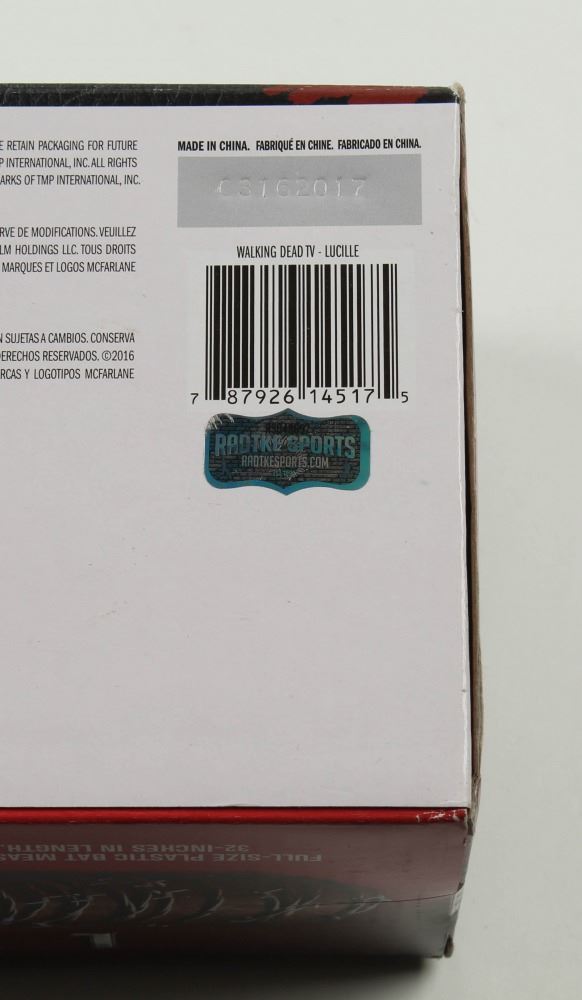 E RETAIN PACKAGING FOR FUTURE
P INTERNATIONAL, INC. ALL RIGHTS
ARKS OF TMP INTERNATIONAL, INC.
RVE DE MODIFICATIONS. VEUILLEZ
LM HOLDINGS LLC. TOUS DROITS
MARQUES ET LOGOS MCFARLANE
N SUJETAS A CAMBIOS. CONSERVA
DERECHOS RESERVADOS. ©2016
RCAS Y LOGOTIPOS MCFARLANE
MADE IN CHINA. FABRIQUÉ EN CHINE. FABRICADO EN CHINA.
C3162017
WALKING DEAD TV - LUCILLE
7 87926 14517 5
RADTKE SPORTS
RADTKESPORTS.COM
FULL-SIZE PLASTIC BAT MEAS
32-INCHES IN LENGTH.